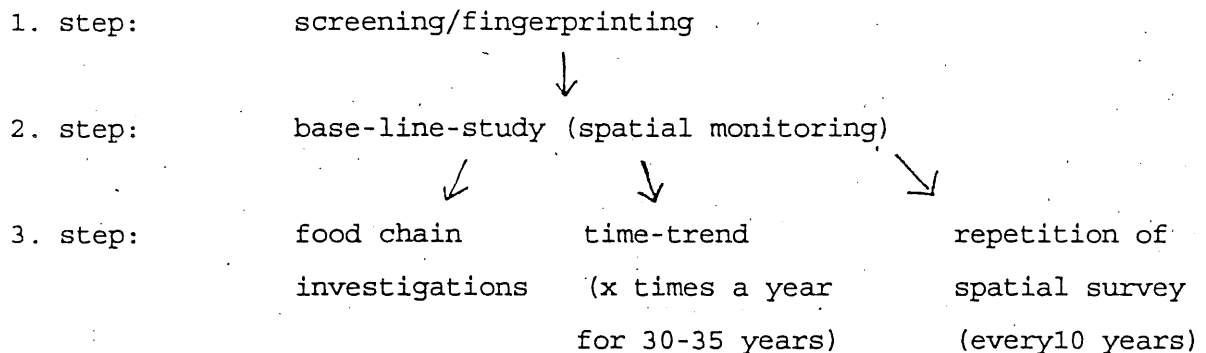 1. step: screening/fingerprinting
2. step: base-line-study (spatial monitoring)
3. step: food chain time-trend repetition of
investigations (x times a year spatial survey
for 30-35 years) (every10 years)